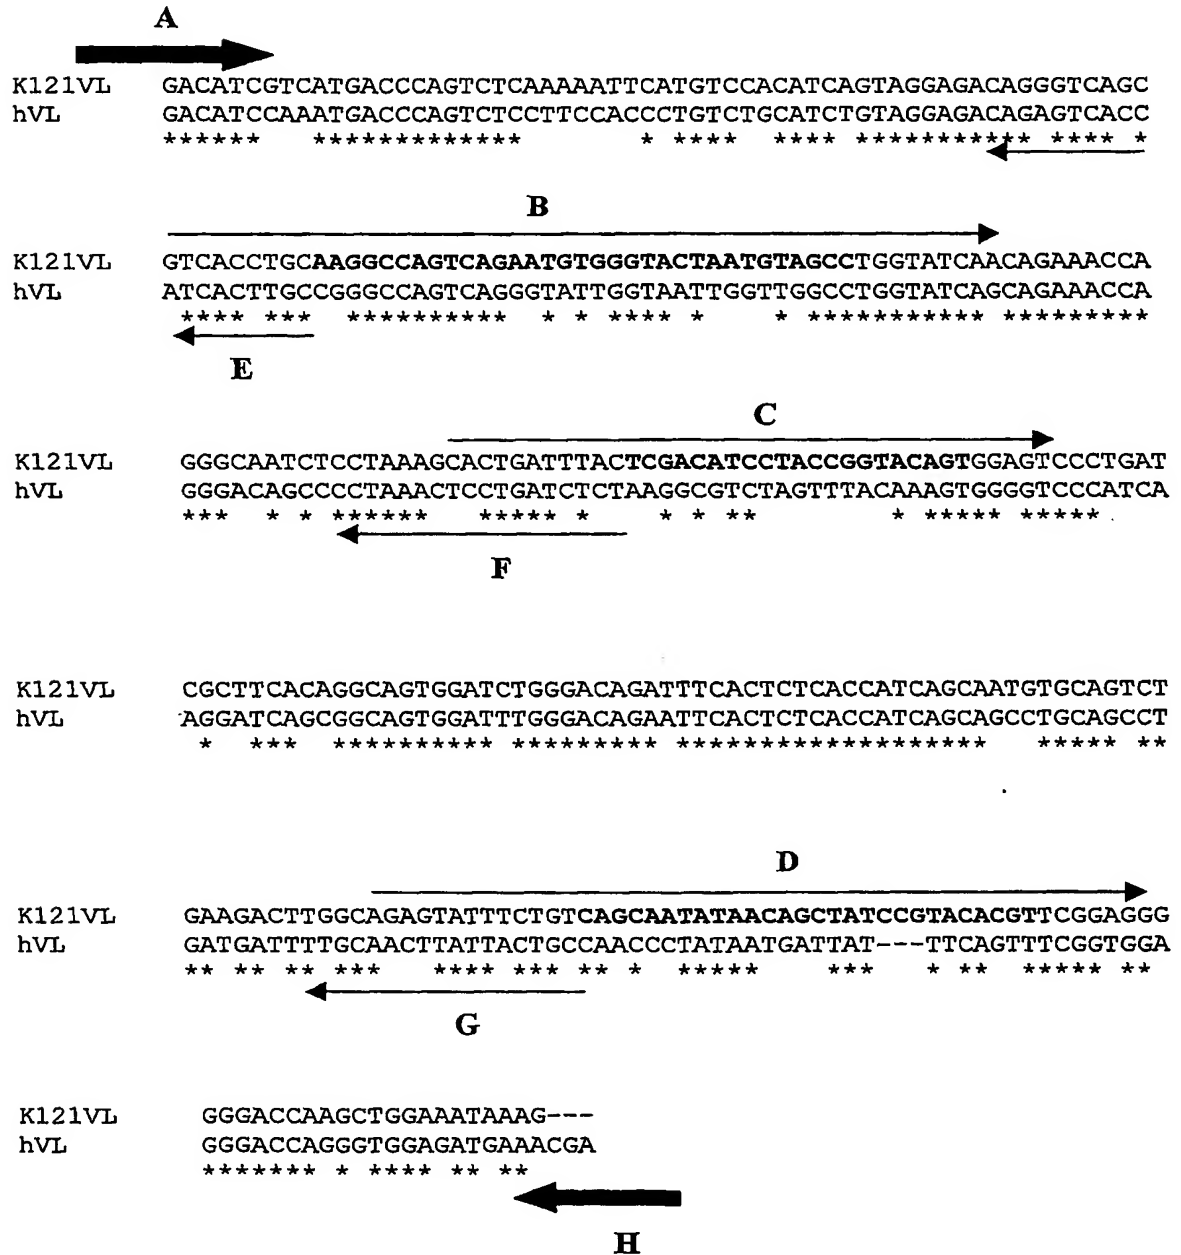 A
K121VL GACATCGTCATGACCCAGTCTCAAAAATTCATGTCCACATCAGTAGGAGACAGGGTCAGC
hVL GACATCCAAATGACCCAGTCTCCTTCCACCCTGTCTGCATCTGTAGGAGACAGAGTCACC
****** ************* * **** **** *********** **** *
B
K121VL GTCACCTGCAAGGCCAGTCAGAATGTGGGTACTAATGTAGCCTGGTATCAACAGAAACCA
hVL ATCACTTGCCGGGCCAGTCAGGGTATTGGTAATTGGTTGGCCTGGTATCAGCAGAAACCA
**** *** ********** * * **** * * *********** *********
E
C
K121VL GGGCAATCTCCTAAAGCACTGATTTACTCGACATCCTACCGGTACAGTGGAGTCCCTGAT
hVL GGGACAGCCCCTAAACTCCTGATCTCTAAGGCGTCTAGTTTACAAAGTGGGGTCCCATCA
*** * * ****** ***** * * * ** * ***** *****
F
K121VL CGCTTCACAGGCAGTGGATCTGGGACAGATTTCACTCTCACCATCAGCAATGTGCAGTCT
hVL AGGATCAGCGGCAGTGGATTTGGGACAGAATTCACTCTCACCATCAGCAGCCTGCAGCCT
* *** ********** ********* ******************* ***** **
D
K121VL GAAGACTTGGCAGAGTATTTCTGTCAGCAATATAACAGCTATCCGTACACGTTCGGAGGG
hVL GATGATTTTGCAACTTATTACTGCCAACCCTATAATGATTAT---TTCAGTTTCGGTGGA
** ** ** *** **** *** ** * ***** *** * ** ***** **
G
K121VL GGGACCAAGCTGGAAATAAAG---
hVL GGGACCAGGGTGGAGATGAAACGA
******* * **** ** **
H